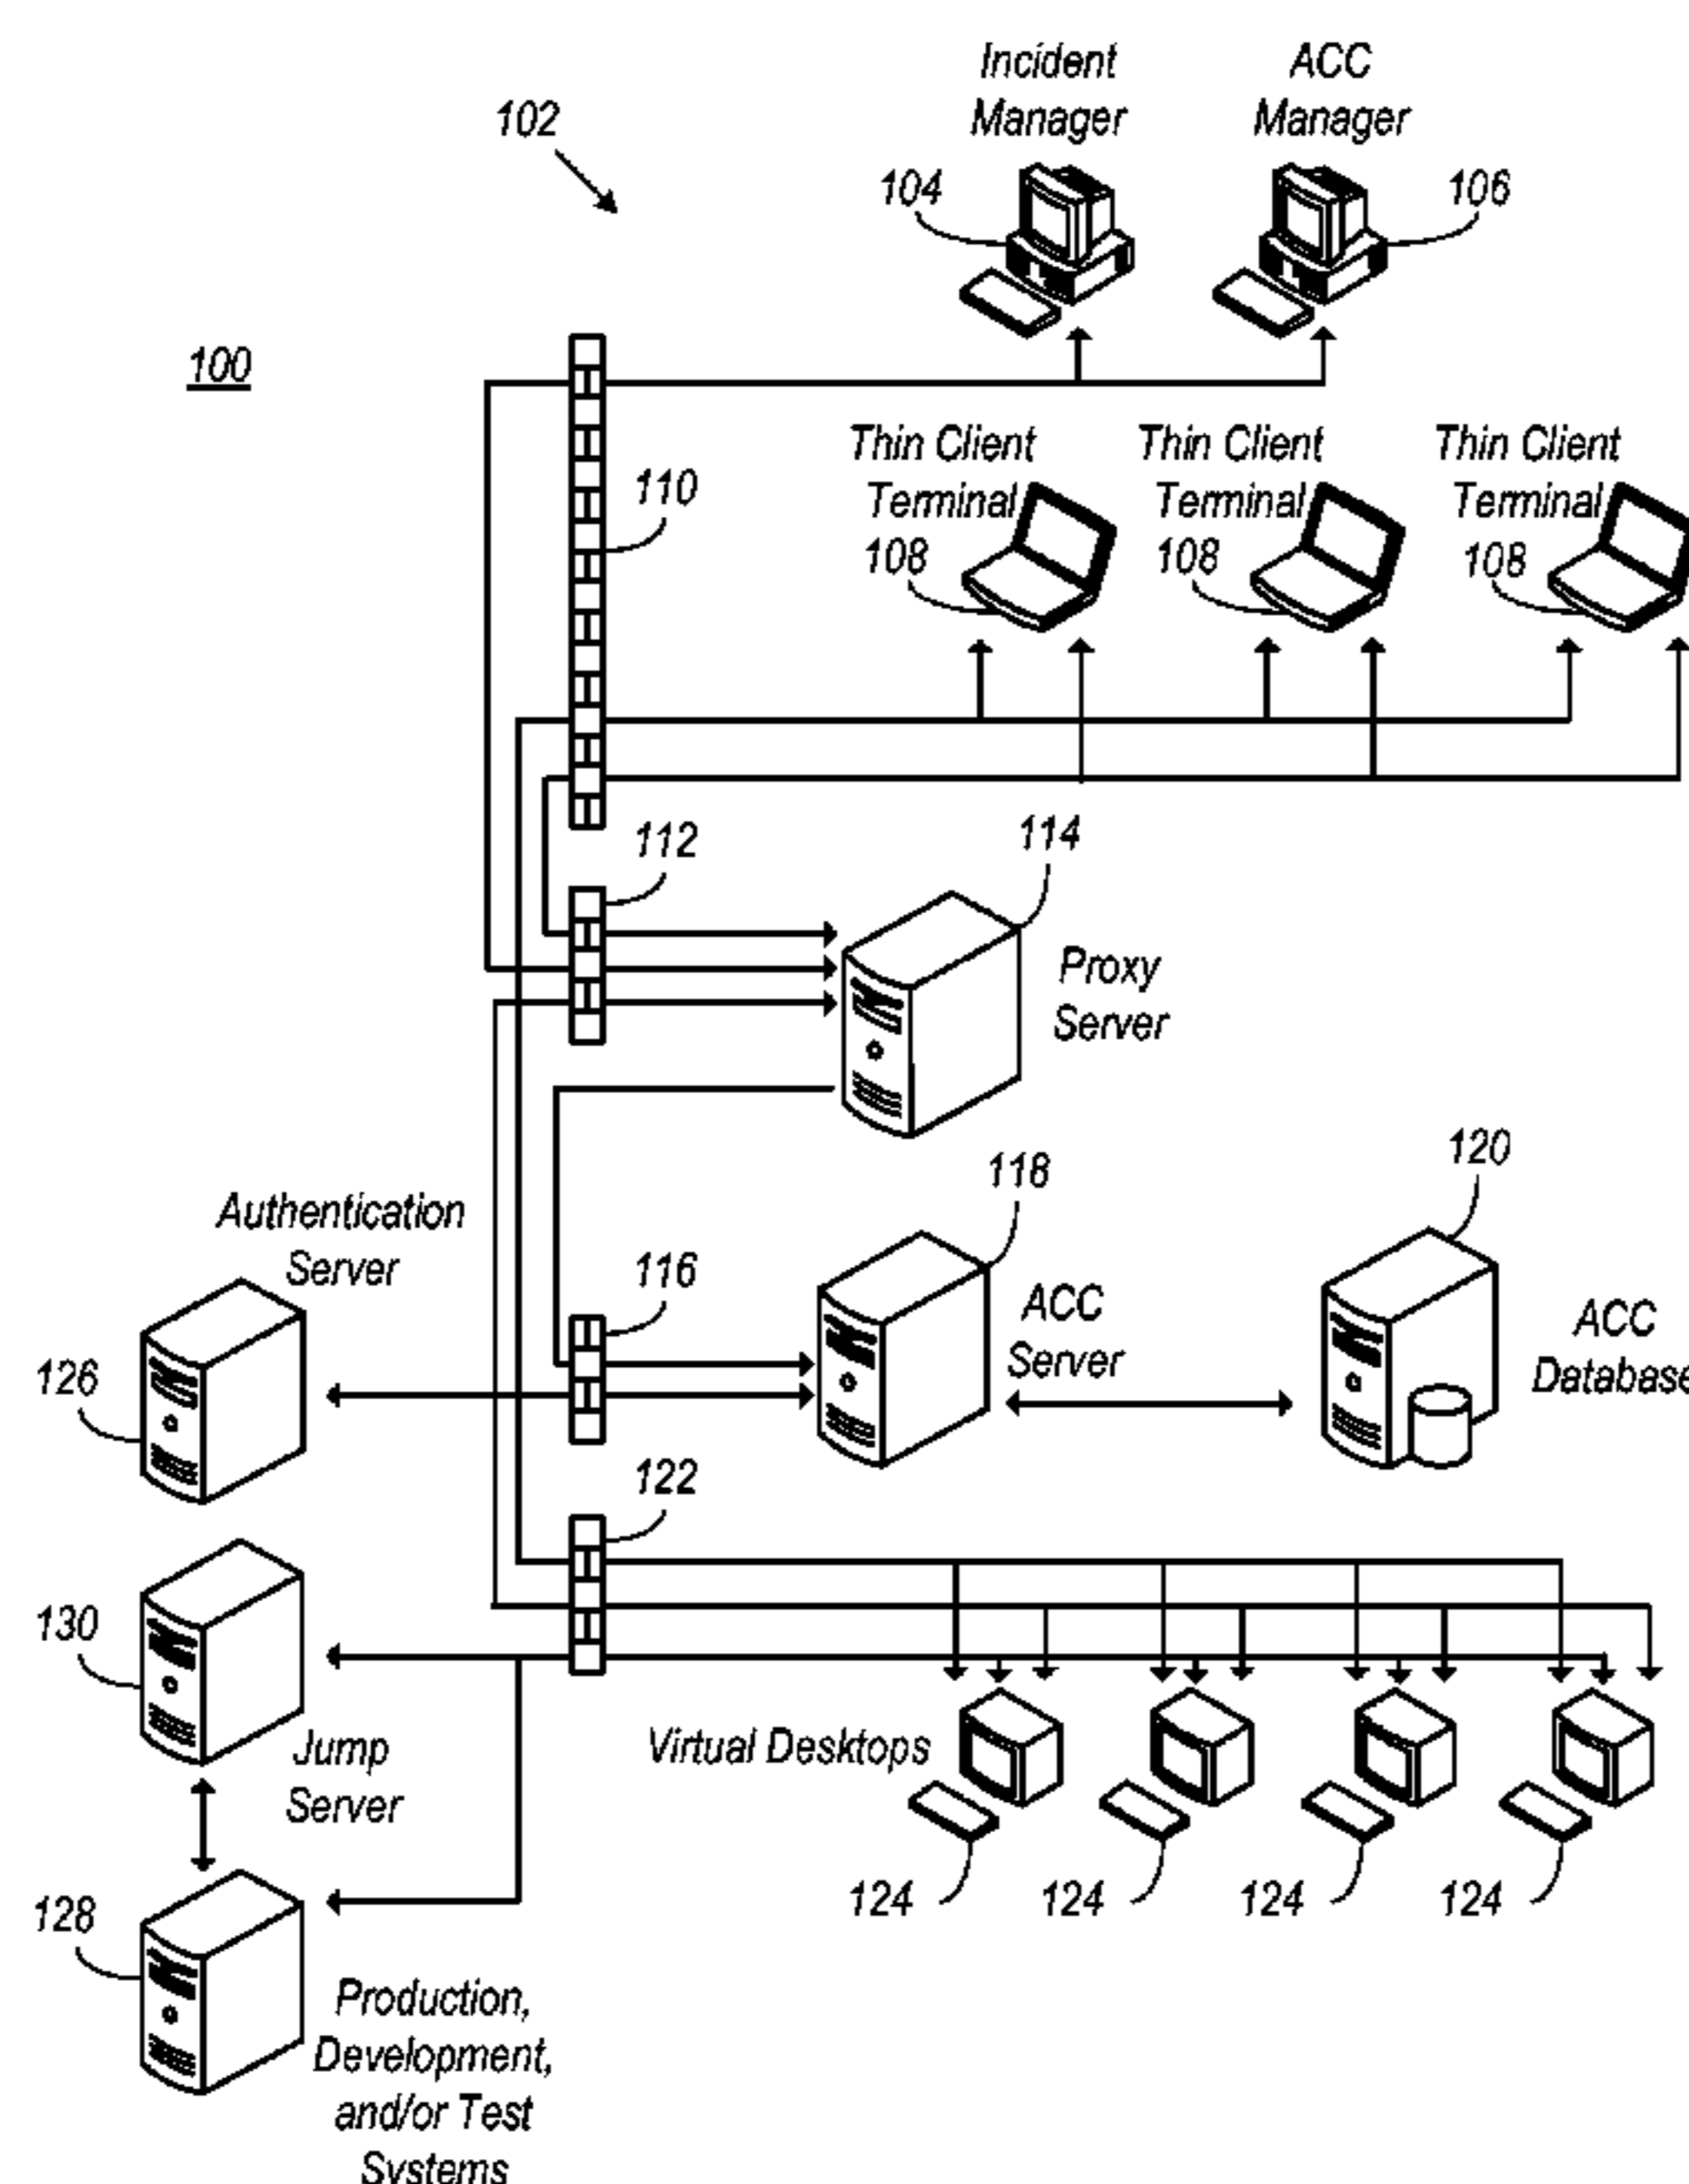 Incident
Manager
ACC
Manager
102
104
106
100
Thin Client
Terminal
108
Thin Client
Terminal
108
Thin Client
Terminal
108
110
112
114
Proxy
Server
118
120
Authentication
Server
116
ACC
Server
ACC
Database
126
122
130
Jump
Server
Virtual Desktops
124
124
124
124
128
Production,
Development,
and/or Test
Systems